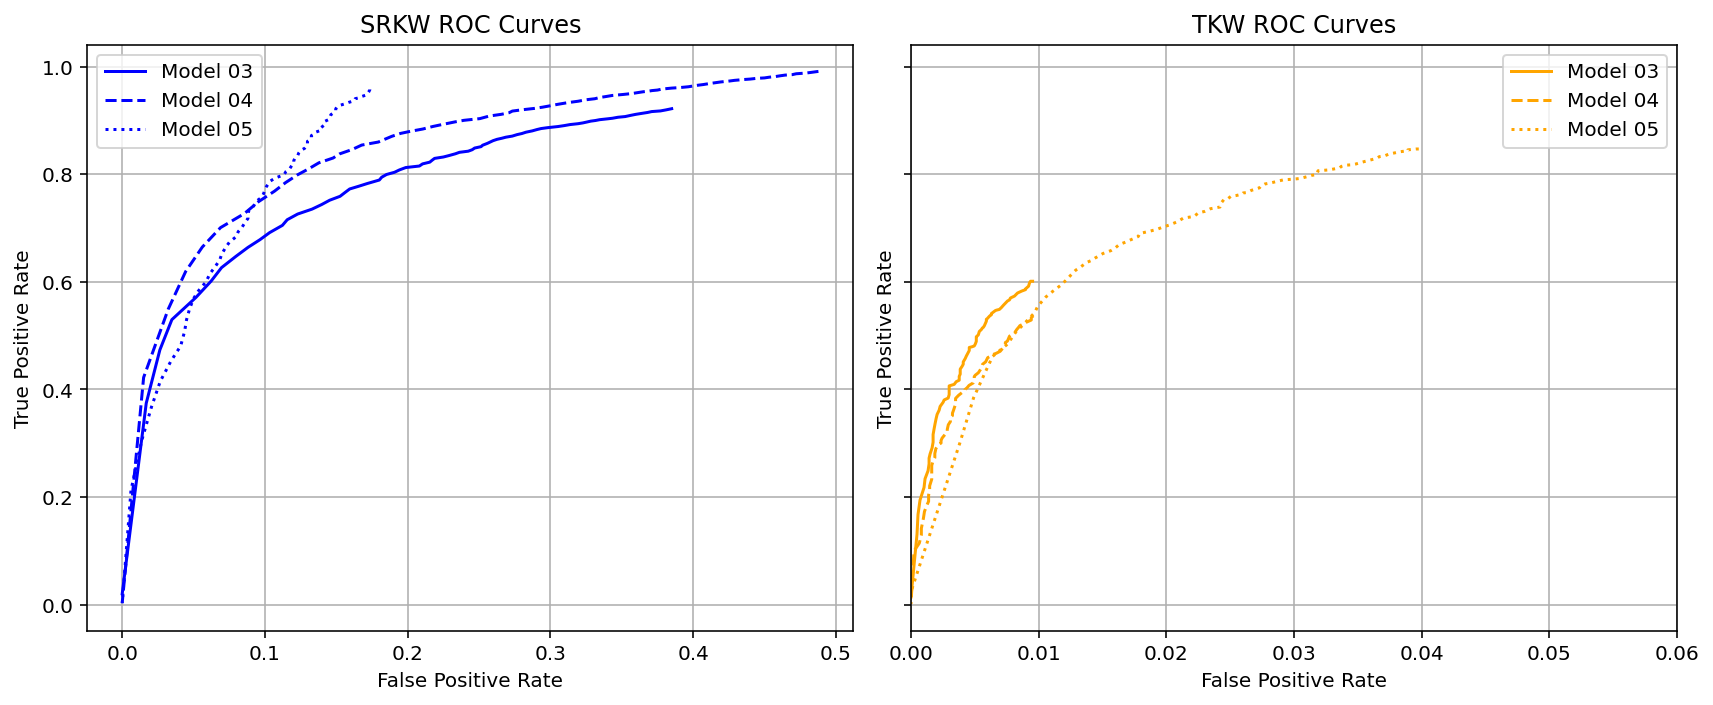 SRKW ROC Curves
TKW ROC Curves
Model 03
Model 04
Model 05
Model 03
Model 04
Model 05
True Positive Rate
1.0
0.8
0.6
0.4
0.2
0.0
0.0 0.1 0.2 0.3 0.4 0.5
False Positive Rate
True Positive Rate
0.00 0.01 0.02 0.03 0.04 0.05 0.06
False Positive Rate